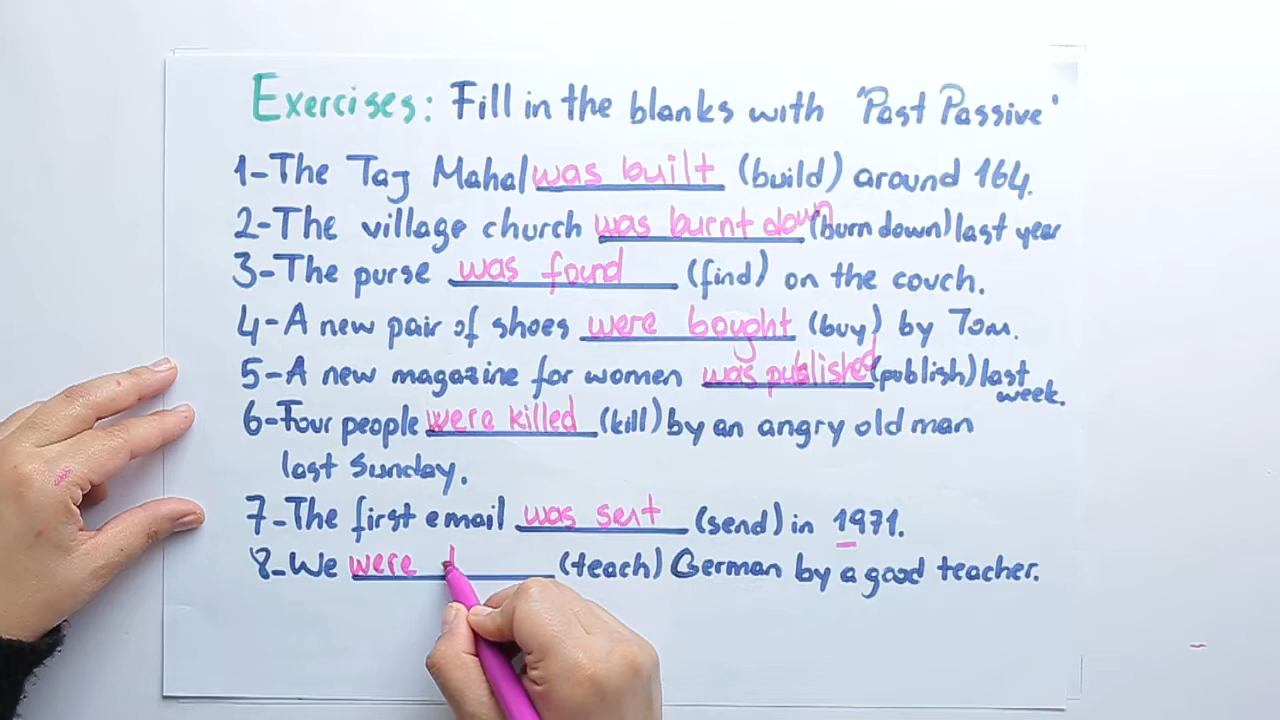 Exercises: Fill in the blanks with 'Past Passive'
1-The Taj Mahal was built (build) around 164.
2-The village church was burnt down (burn down) last year
3-The purse was found (find) on the couch.
4-A new pair of shoes were bought (buy) by Tom.
5-A new magazine for women was published (publish) last week.
6-Four people were killed (kill) by an angry old man
last Sunday.
7-The first email was sent (send) in 1971.
8-We were t (teach) German by a good teacher.